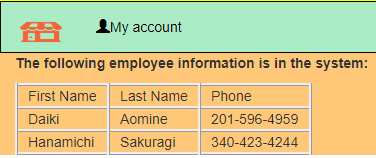 My account
The following employee information is in the system:
First Name Last Name Phone
Daiki Aomine 201-596-4959
Hanamichi Sakuragi 340-423-4244